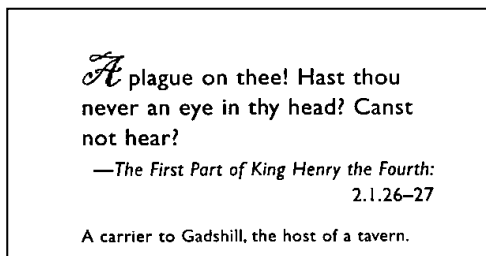 A plague on thee! Hast thou
never an eye in thy head? Canst
not hear?
—The First Part of King Henry the Fourth:
2.1.26–27
A carrier to Gadshill, the host of a tavern.